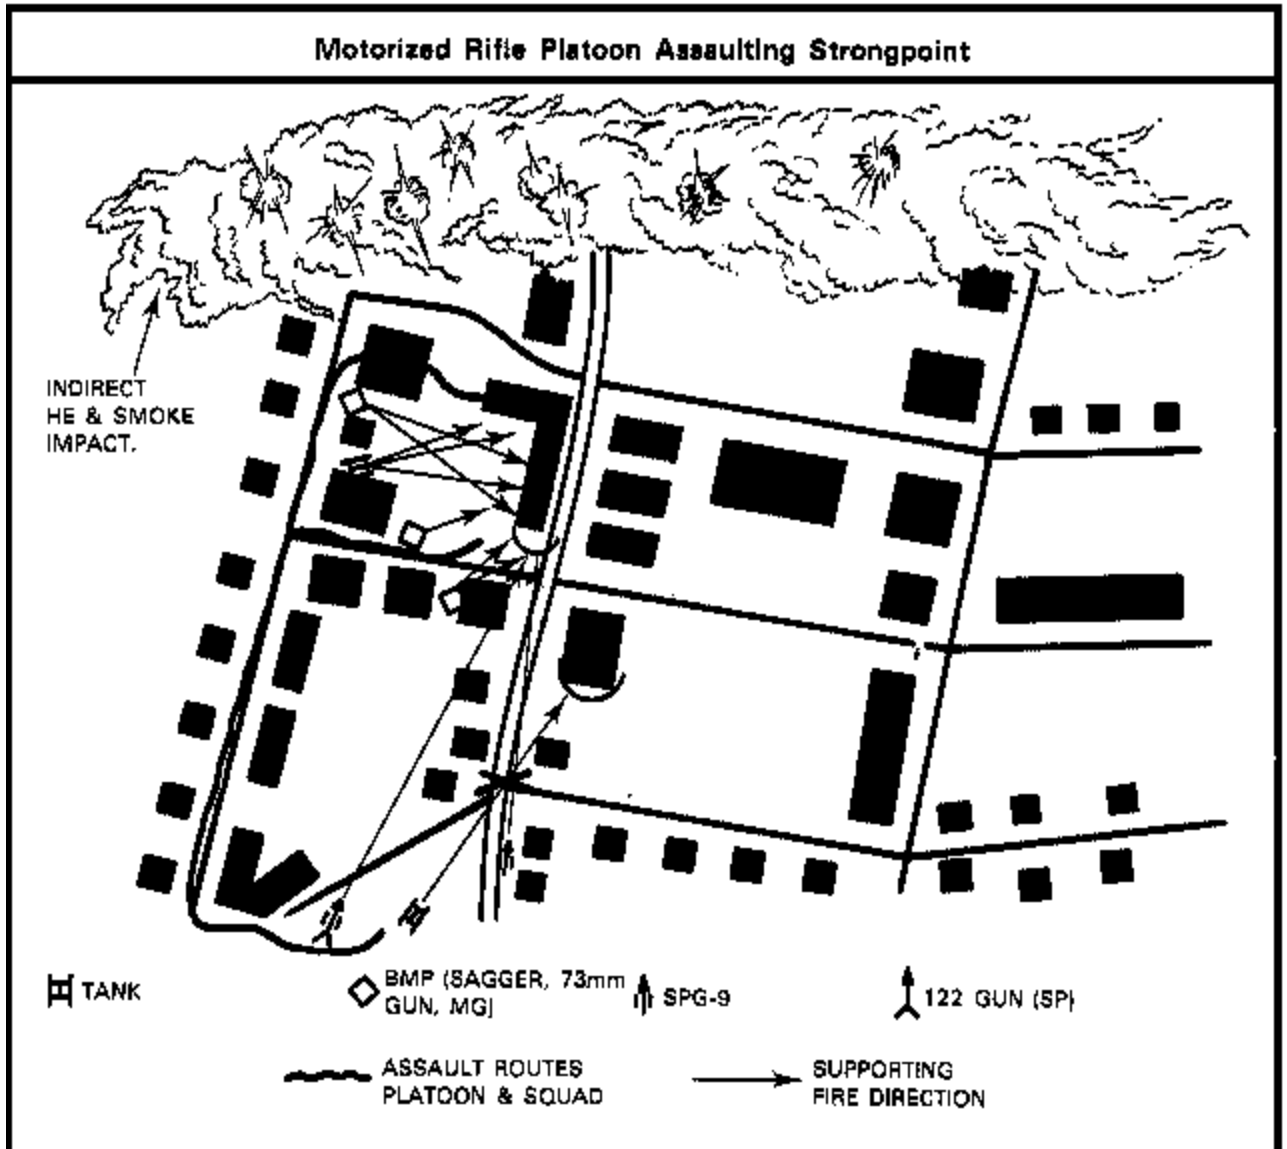 Motorized Rifle Platoon Assaulting Strongpoint
INDIRECT
HE & SMOKE
IMPACT.
TANK
BMP (SAGGER, 73mm
GUN, MG)
SPG-9
122 GUN (SP)
ASSAULT ROUTES
PLATOON & SQUAD
SUPPORTING
FIRE DIRECTION